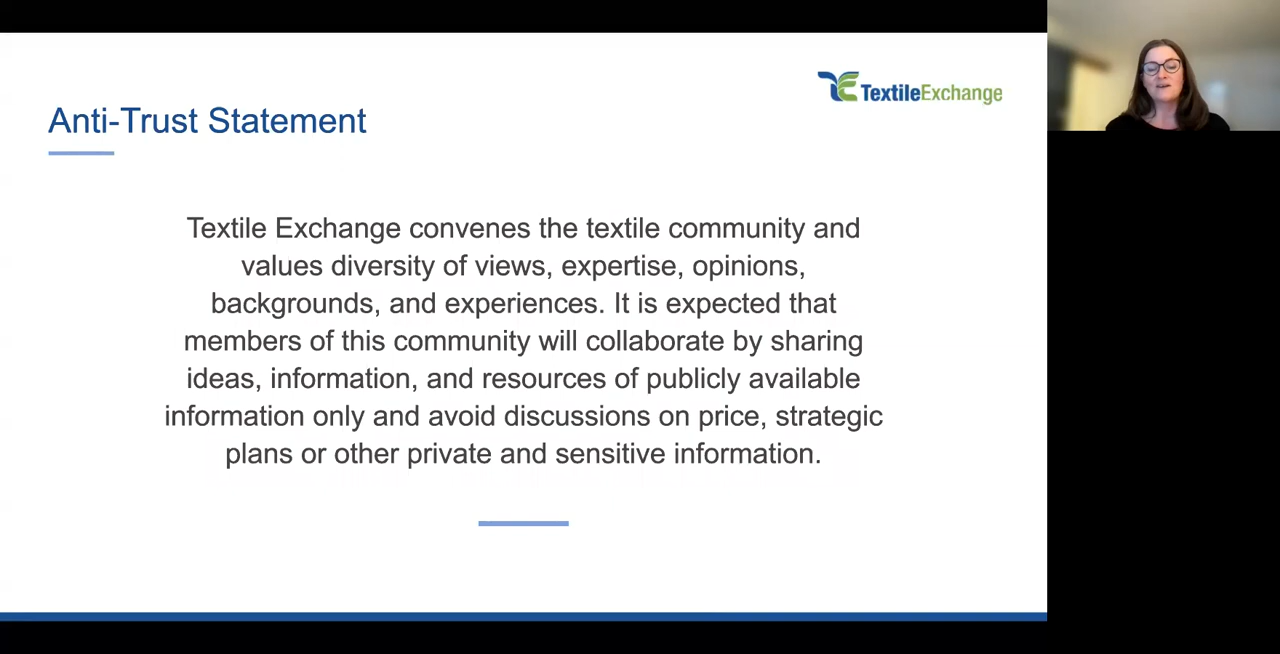 TextileExchange
Anti-Trust Statement
Textile Exchange convenes the textile community and
values diversity of views, expertise, opinions,
backgrounds, and experiences. It is expected that
members of this community will collaborate by sharing
ideas, information, and resources of publicly available
information only and avoid discussions on price, strategic
plans or other private and sensitive information.